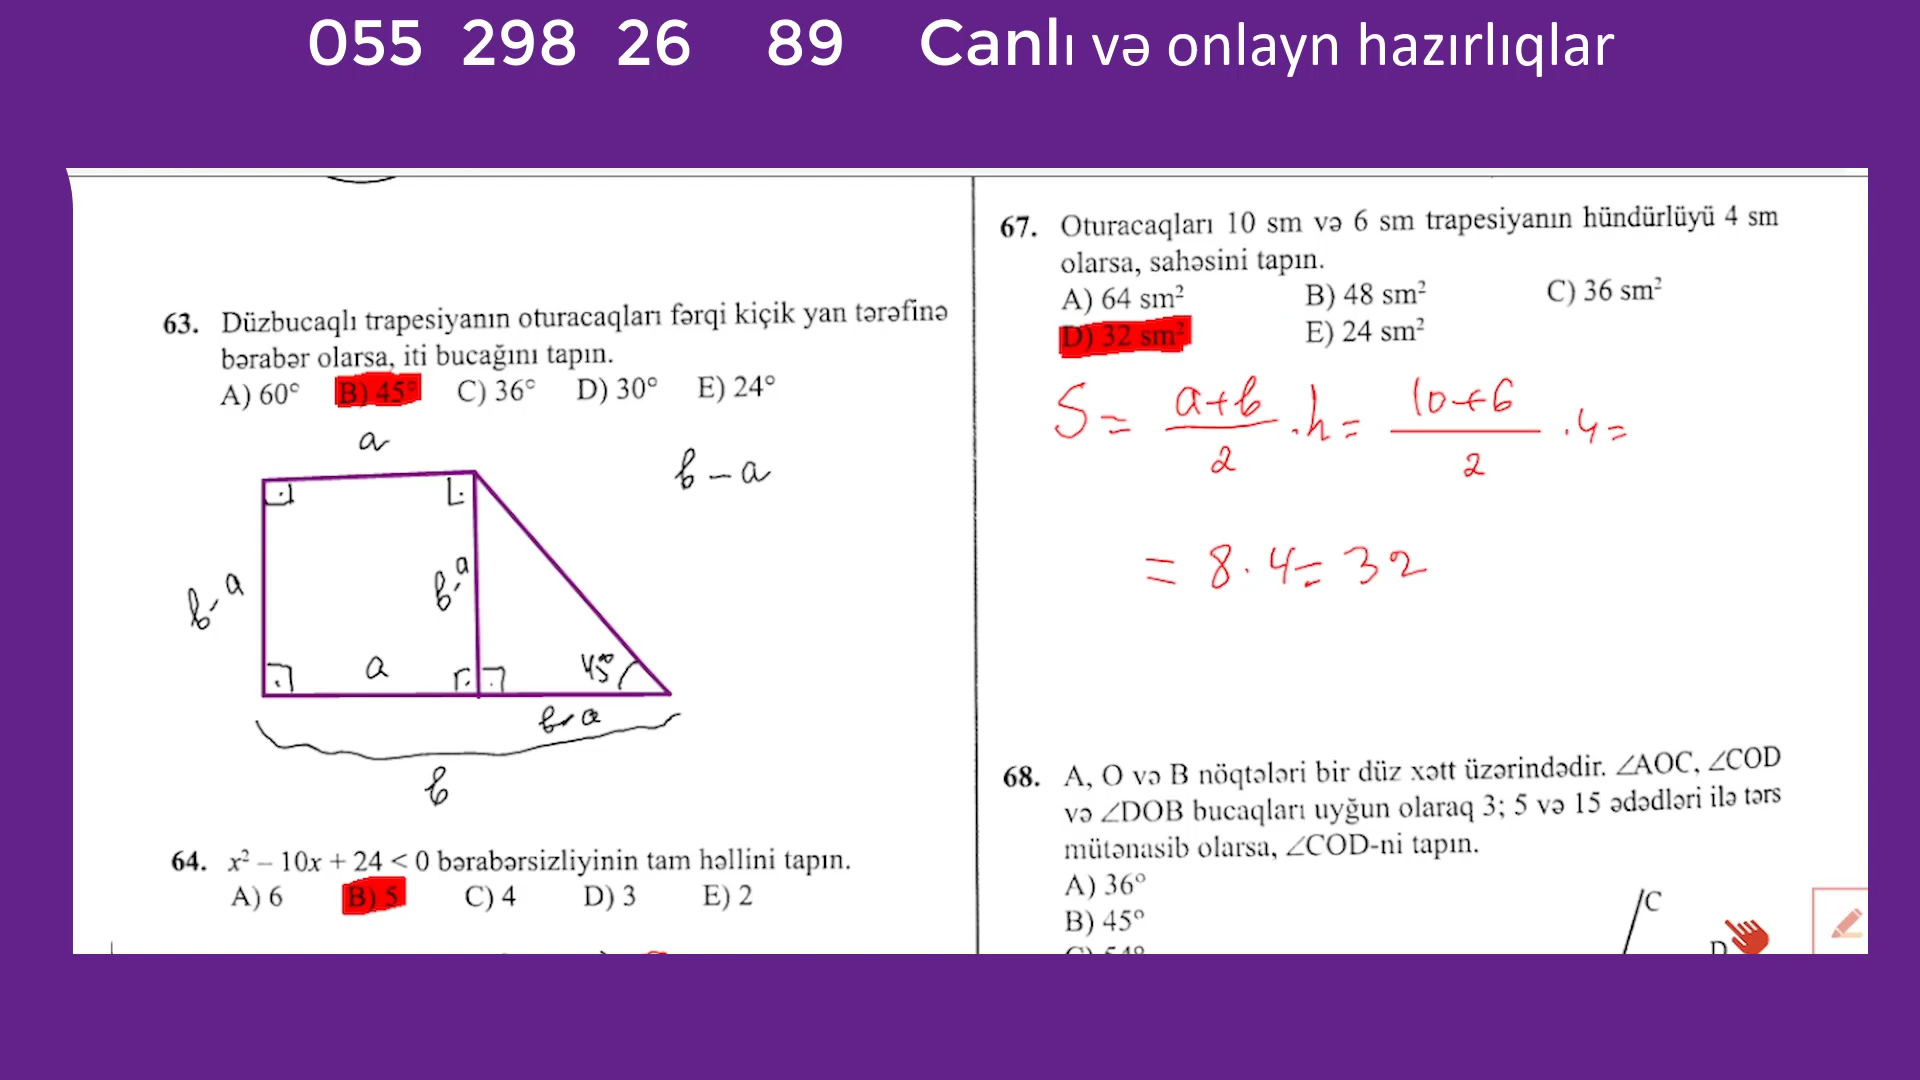 055 298 26 89 Canlı və onlayn hazırlıqlar
63. Düzbucaqlı trapesiyanın oturacaqları fərqi kiçik yan tərəfinə
bərabər olarsa, iti bucağını tapın.
A) 60° B) 45° C) 36° D) 30° E) 24°
a
b - a
b - a
b - a
a
45°
b - a
b
64. x² – 10x + 24 < 0 bərabərsizliyinin tam həllini tapın.
A) 6 B) 5 C) 4 D) 3 E) 2
67. Oturacaqları 10 sm və 6 sm trapesiyanın hündürlüyü 4 sm
olarsa, sahəsini tapın.
A) 64 sm² B) 48 sm² C) 36 sm²
D) 32 sm² E) 24 sm²
S = (a+b)/2 · h = (10+6)/2 · 4 =
= 8 · 4 = 32
68. A, O və B nöqtələri bir düz xətt üzərindədir. ∠AOC, ∠COD
və ∠DOB bucaqları uyğun olaraq 3; 5 və 15 ədədləri ilə tərs
mütənasib olarsa, ∠COD-ni tapın.
A) 36°
B) 45°
C) 54°
C
D